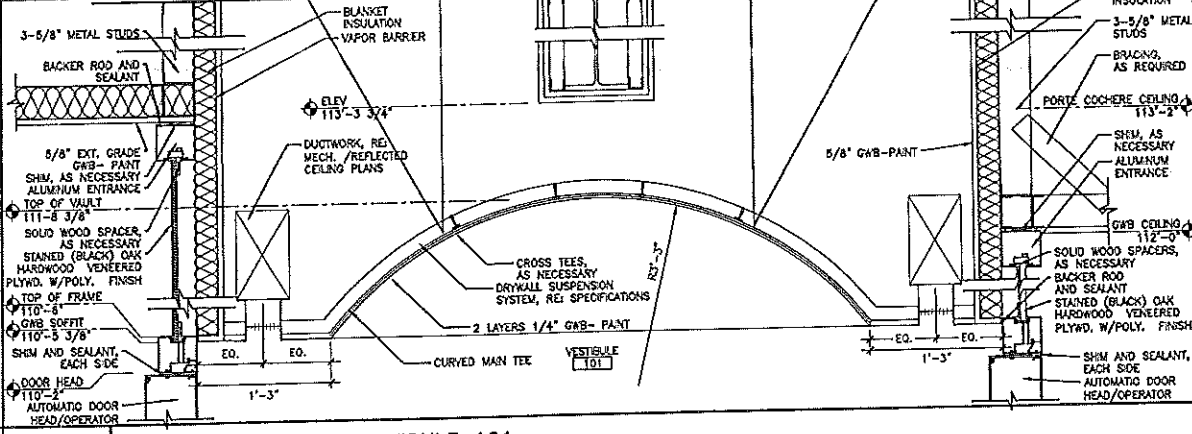 3-5/8" METAL STUDS
BACKER ROD AND
SEALANT
5/8" EXT. GRADE
GWB- PAINT
SHIM, AS NECESSARY
ALUMINUM ENTRANCE
TOP OF VAULT
111-8 3/8"
SOLID WOOD SPACER,
AS NECESSARY
STAINED (BLACK) OAK
HARDWOOD VENEERED
PLYWD. W/POLY. FINISH
TOP OF FRAME
110'-6"
GWB SOFFIT
110'-5 3/8"
SHIM AND SEALANT,
EACH SIDE
DOOR HEAD
110'-2"
AUTOMATIC DOOR
HEAD/OPERATOR
BLANKET
INSULATION
VAPOR BARRIER
ELEV
113'-3 3/4"
DUCTWORK, RE:
MECH. /REFLECTED
CEILING PLANS
CROSS TEES,
AS NECESSARY
DRYWALL SUSPENSION
SYSTEM, RE: SPECIFICATIONS
2 LAYERS 1/4" GWB- PAINT
CURVED MAIN TEE
VESTIBULE
101
EQ.
EQ.
1'-3"
EQ.
EQ.
1'-3"
5/8" GWB-PAINT
INSULATION
3-5/8" METAL
STUDS
BRACING,
AS REQUIRED
PORTE COCHERE CEILING
113'-2"
SHIM, AS
NECESSARY
ALUMINUM
ENTRANCE
GWB CEILING
112'-0"
SOLID WOOD SPACERS,
AS NECESSARY
BACKER ROD
AND SEALANT
STAINED (BLACK) OAK
HARDWOOD VENEERED
PLYWD. W/POLY. FINISH
SHIM AND SEALANT,
EACH SIDE
AUTOMATIC DOOR
HEAD/OPERATOR